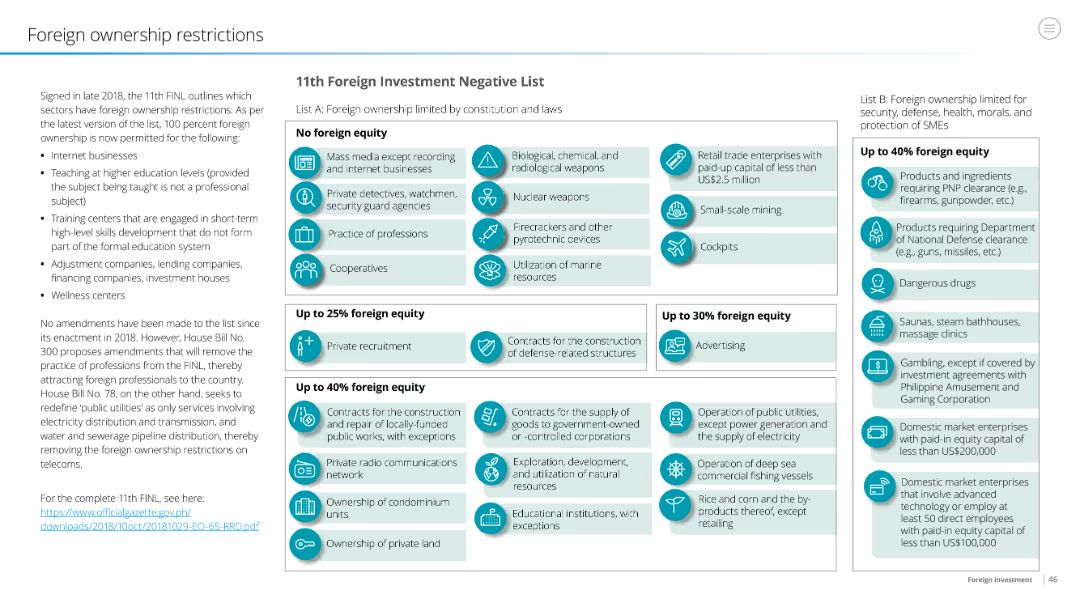 Foreign ownership restrictions
Signed in late 2018, the 11th FINL outlines which
sectors have foreign ownership restrictions. As per
the latest version of the list, 100 percent foreign
ownership is now permitted for the following:
• Internet businesses
• Teaching at higher education levels (provided
the subject being taught is not a professional
subject)
• Training centers that are engaged in short-term
high-level skills development that do not form
part of the formal education system
• Adjustment companies, lending companies,
financing companies, investment houses
• Wellness centers
No amendments have been made to the list since
its enactment in 2018. However, House Bill No.
300 proposes amendments that will remove the
practice of professions from the FINL, thereby
attracting foreign professionals to the country.
House Bill No. 78, on the other hand, seeks to
redefine 'public utilities' as only services involving
electricity distribution and transmission, and
water and sewerage pipeline distribution, thereby
removing the foreign ownership restrictions on
telecoms.
For the complete 11th FINL, see here:
https://www.officialgazette.gov.ph/
downloads/2018/10oct/20181029-EO-65-RRD.pdf
11th Foreign Investment Negative List
List A: Foreign ownership limited by constitution and laws
No foreign equity
Mass media except recording
and internet businesses
Private detectives, watchmen,
security guard agencies
Practice of professions
Cooperatives
Biological, chemical, and
radiological weapons
Nuclear weapons
Firecrackers and other
pyrotechnic devices
Utilization of marine
resources
Retail trade enterprises with
paid-up capital of less than
US$2.5 million
Small-scale mining
Cockpits
Up to 25% foreign equity
Private recruitment
Contracts for the construction
of defense-related structures
Up to 30% foreign equity
Advertising
Up to 40% foreign equity
Contracts for the construction
and repair of locally-funded
public works, with exceptions
Private radio communications
network
Ownership of condominium
units
Ownership of private land
Contracts for the supply of
goods to government-owned
or -controlled corporations
Exploration, development,
and utilization of natural
resources
Educational institutions, with
exceptions
Operation of public utilities,
except power generation and
the supply of electricity
Operation of deep sea
commercial fishing vessels
Rice and corn and the by-
products thereof, except
retailing
List B: Foreign ownership limited for
security, defense, health, morals, and
protection of SMEs
Up to 40% foreign equity
Products and ingredients
requiring PNP clearance (e.g.,
firearms, gunpowder, etc.)
Products requiring Department
of National Defense clearance
(e.g., guns, missiles, etc.)
Dangerous drugs
Saunas, steam bathhouses,
massage clinics
Gambling, except if covered by
investment agreements with
Philippine Amusement and
Gaming Corporation
Domestic market enterprises
with paid-in equity capital of
less than US$200,000
Domestic market enterprises
that involve advanced
technology or employ at
least 50 direct employees
with paid-in equity capital of
less than US$100,000
Foreign Investment 46